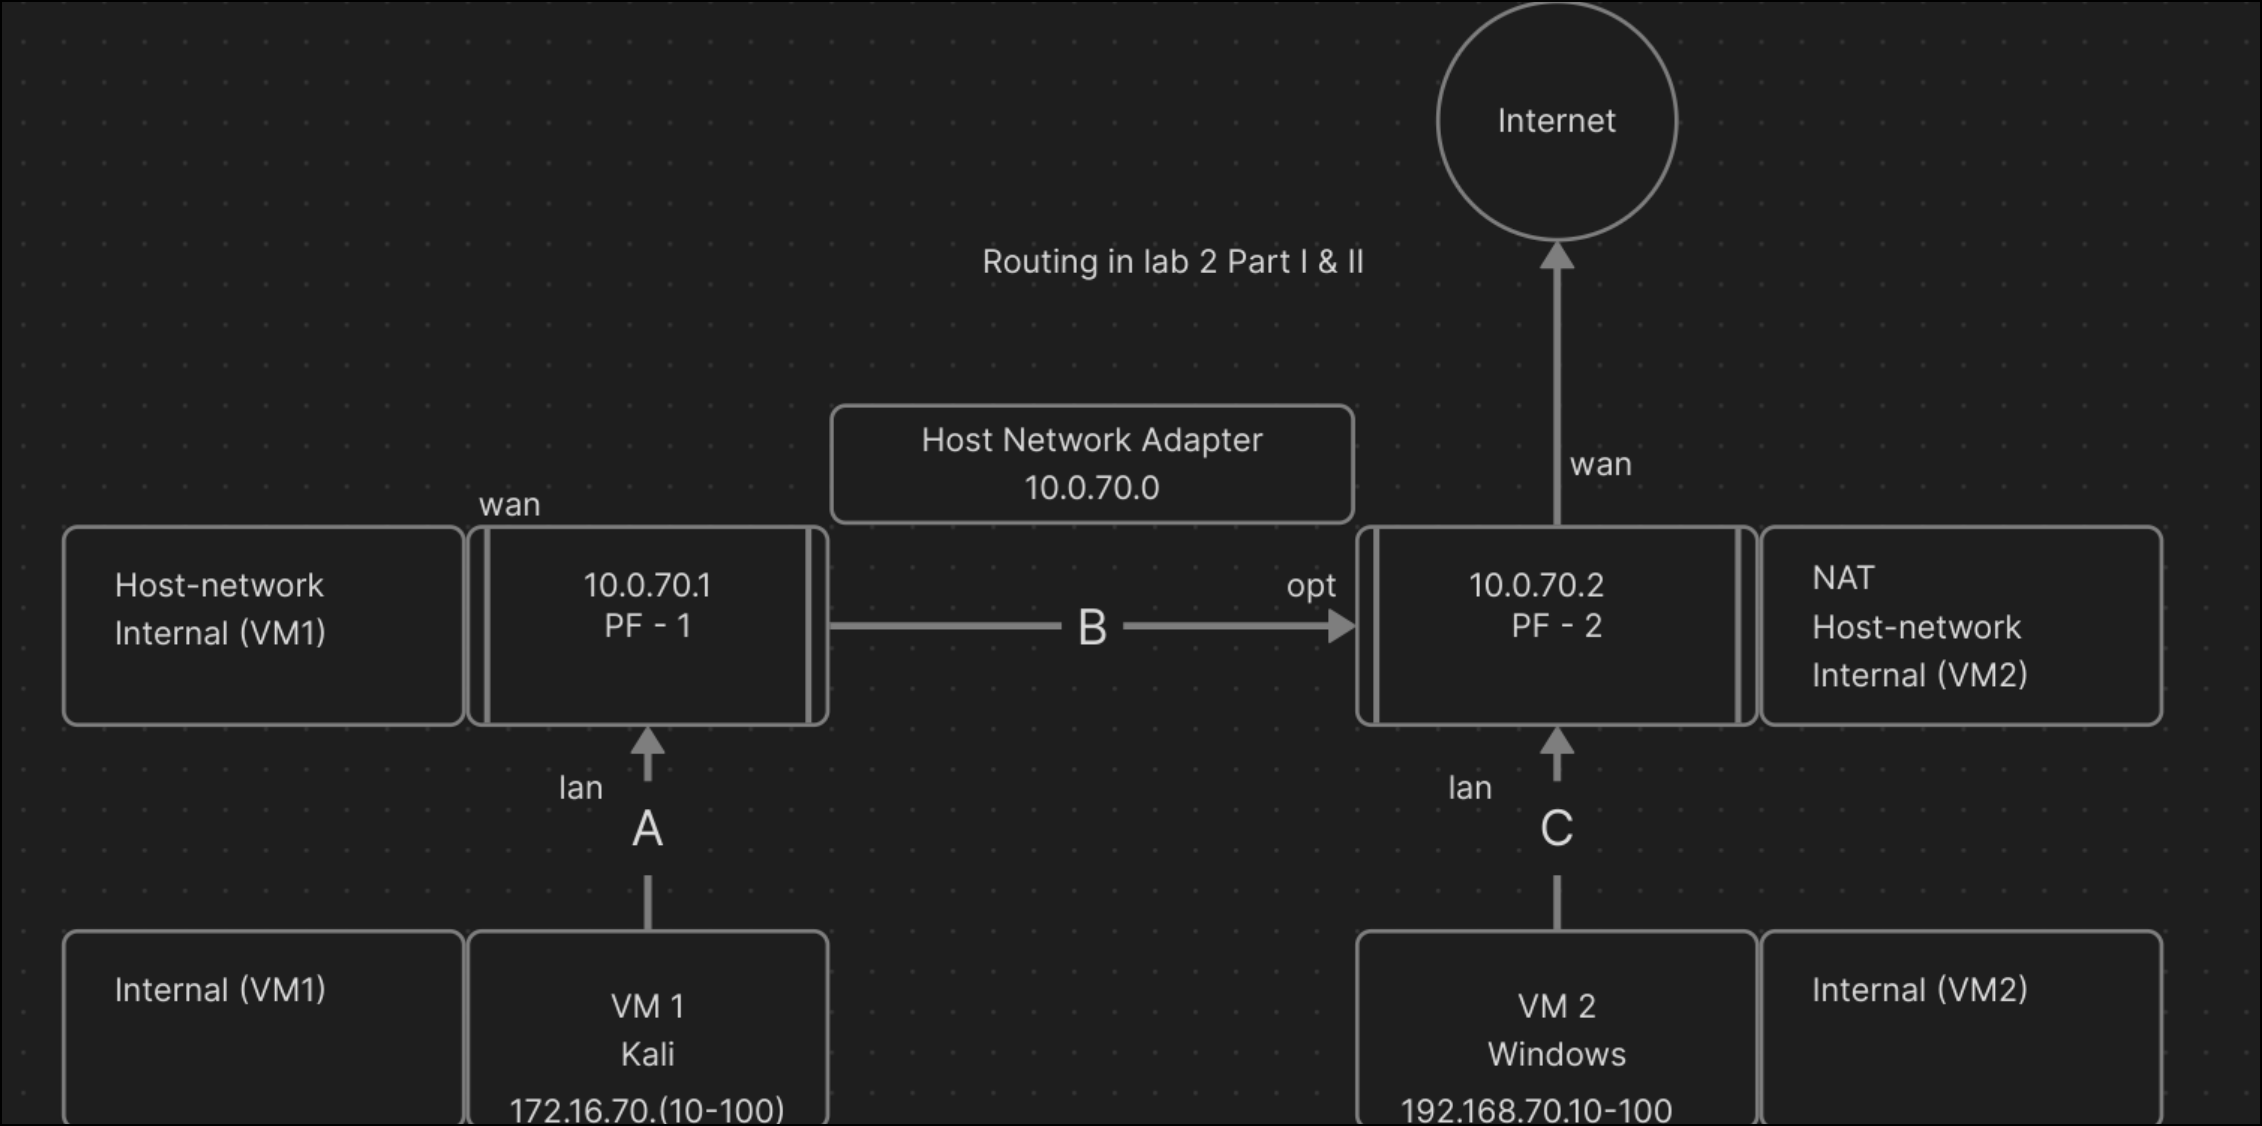 Internet
Routing in lab 2 Part I & II
Host Network Adapter
10.0.70.0
wan
wan
Host-network
Internal (VM1)
10.0.70.1
PF - 1
B
opt
10.0.70.2
PF - 2
NAT
Host-network
Internal (VM2)
lan
A
lan
C
Internal (VM1)
VM 1
Kali
172.16.70.(10-100)
VM 2
Windows
192.168.70.10-100
Internal (VM2)